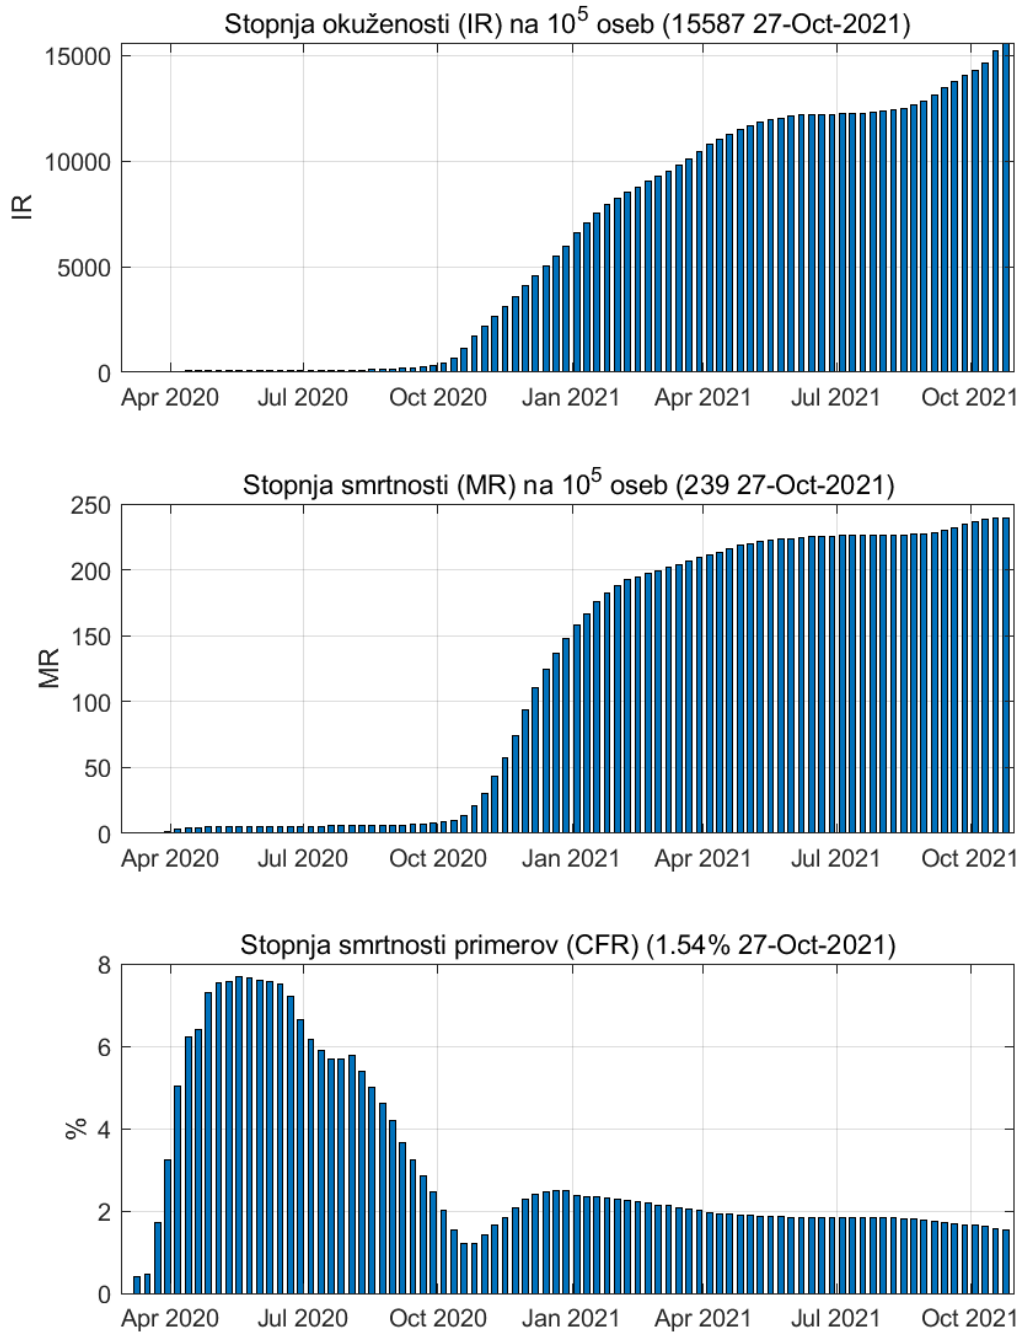 Stopnja okuženosti (IR) na 10⁵ oseb (15587 27-Oct-2021)
15000
10000
5000
0
IR
Apr 2020 Jul 2020 Oct 2020 Jan 2021 Apr 2021 Jul 2021 Oct 2021
Stopnja smrtnosti (MR) na 10⁵ oseb (239 27-Oct-2021)
250
200
150
100
50
0
MR
Apr 2020 Jul 2020 Oct 2020 Jan 2021 Apr 2021 Jul 2021 Oct 2021
Stopnja smrtnosti primerov (CFR) (1.54% 27-Oct-2021)
8
6
4
2
0
%
Apr 2020 Jul 2020 Oct 2020 Jan 2021 Apr 2021 Jul 2021 Oct 2021